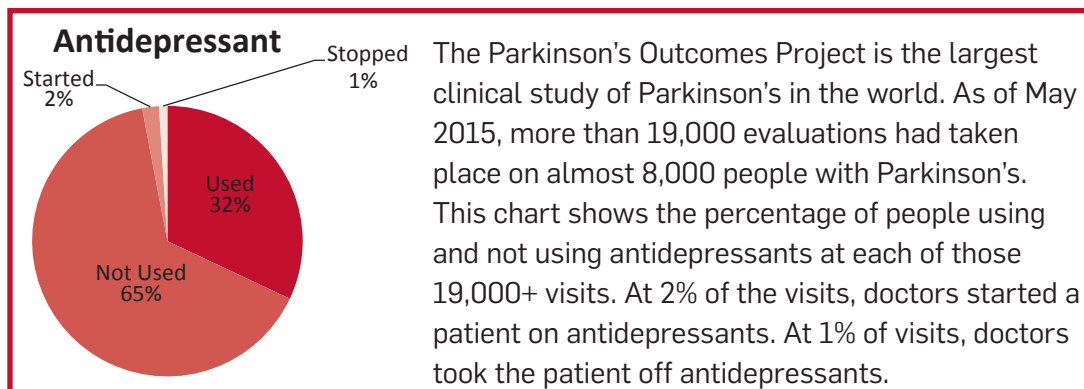 Antidepressant
Stopped
1%
Started
2%
Used
32%
Not Used
65%
The Parkinson’s Outcomes Project is the largest
clinical study of Parkinson’s in the world. As of May
2015, more than 19,000 evaluations had taken
place on almost 8,000 people with Parkinson’s.
This chart shows the percentage of people using
and not using antidepressants at each of those
19,000+ visits. At 2% of the visits, doctors started a
patient on antidepressants. At 1% of visits, doctors
took the patient off antidepressants.